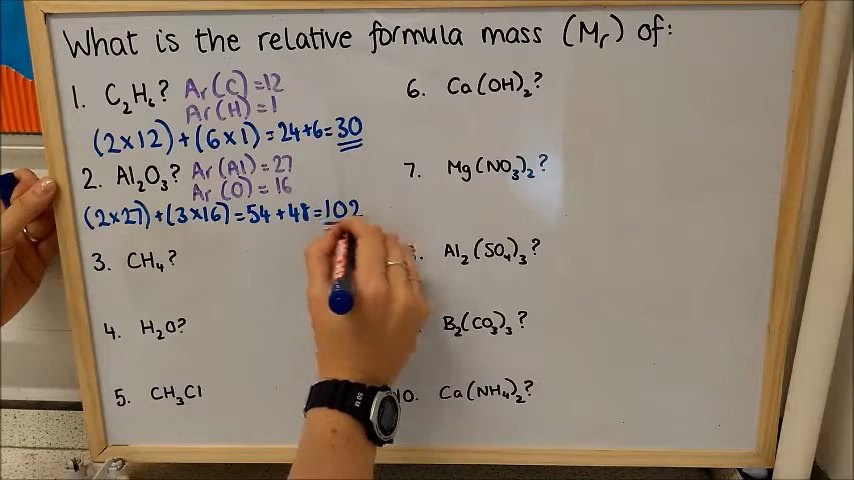 What is the relative formula mass (Mr) of:
1. C2H6? Ar(C) = 12
Ar(H) = 1
(2×12)+(6×1) = 24+6 = 30
2. Al2O3? Ar(Al) = 27
Ar(O) = 16
(2×27)+(3×16) = 54+48 = 102
3. CH4?
4. H2O?
5. CH3Cl
6. Ca(OH)2?
7. Mg(NO3)2?
Al2(SO4)3?
B2(CO3)3?
10. Ca(NH4)2?
50 M